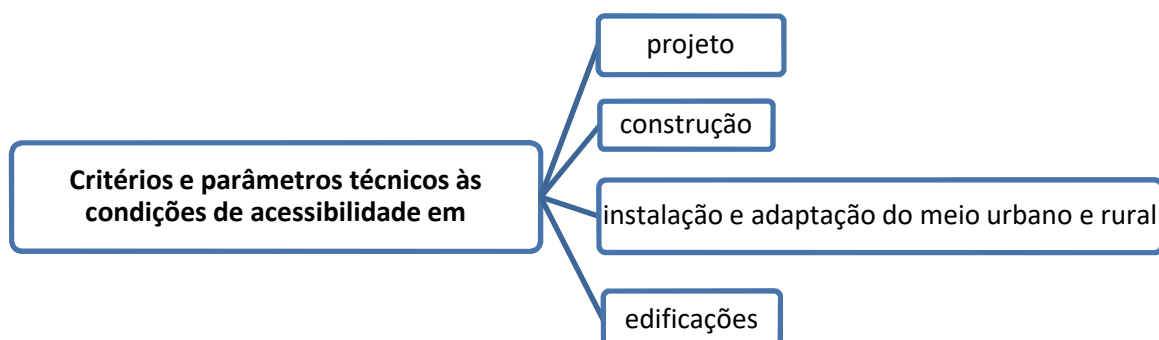 projeto
construção
Critérios e parâmetros técnicos às
condições de acessibilidade em
instalação e adaptação do meio urbano e rural
edificações